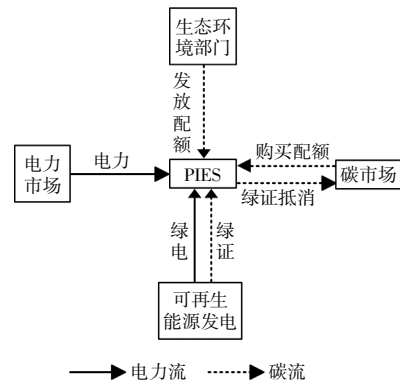 生态环
境部门
发放配额
电力
市场
电力
PIES
购买配额
绿证抵消
碳市场
绿电
绿证
可再生
能源发电
电力流
碳流